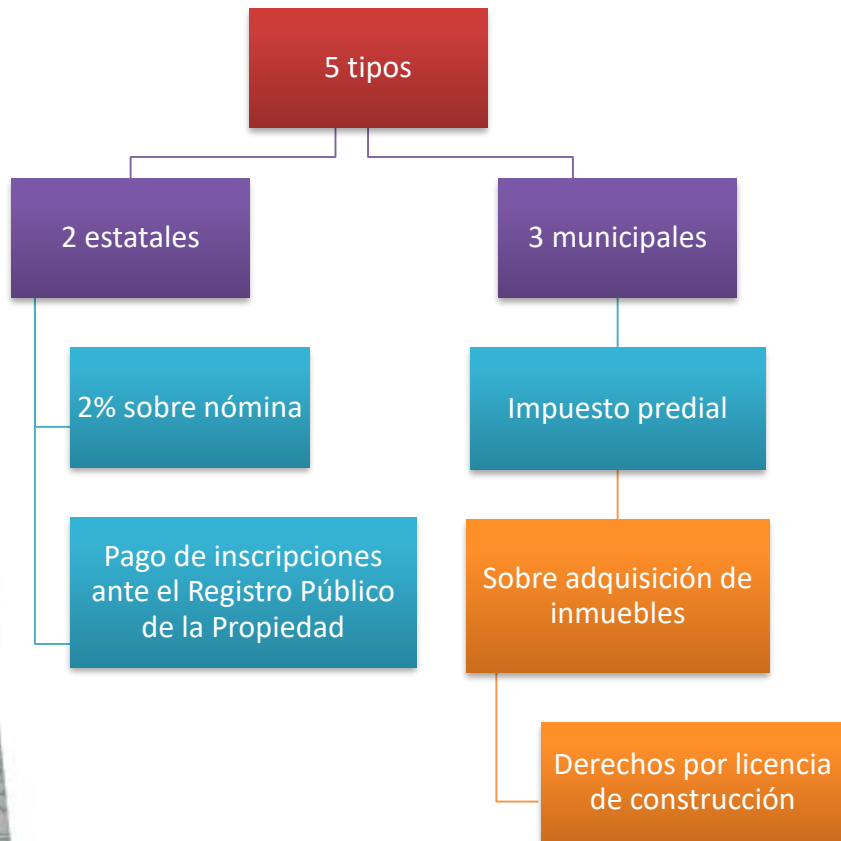 5 tipos
2 estatales
3 municipales
2% sobre nómina
Impuesto predial
Pago de inscripciones
ante el Registro Público
de la Propiedad
Sobre adquisición de
inmuebles
Derechos por licencia
de construcción